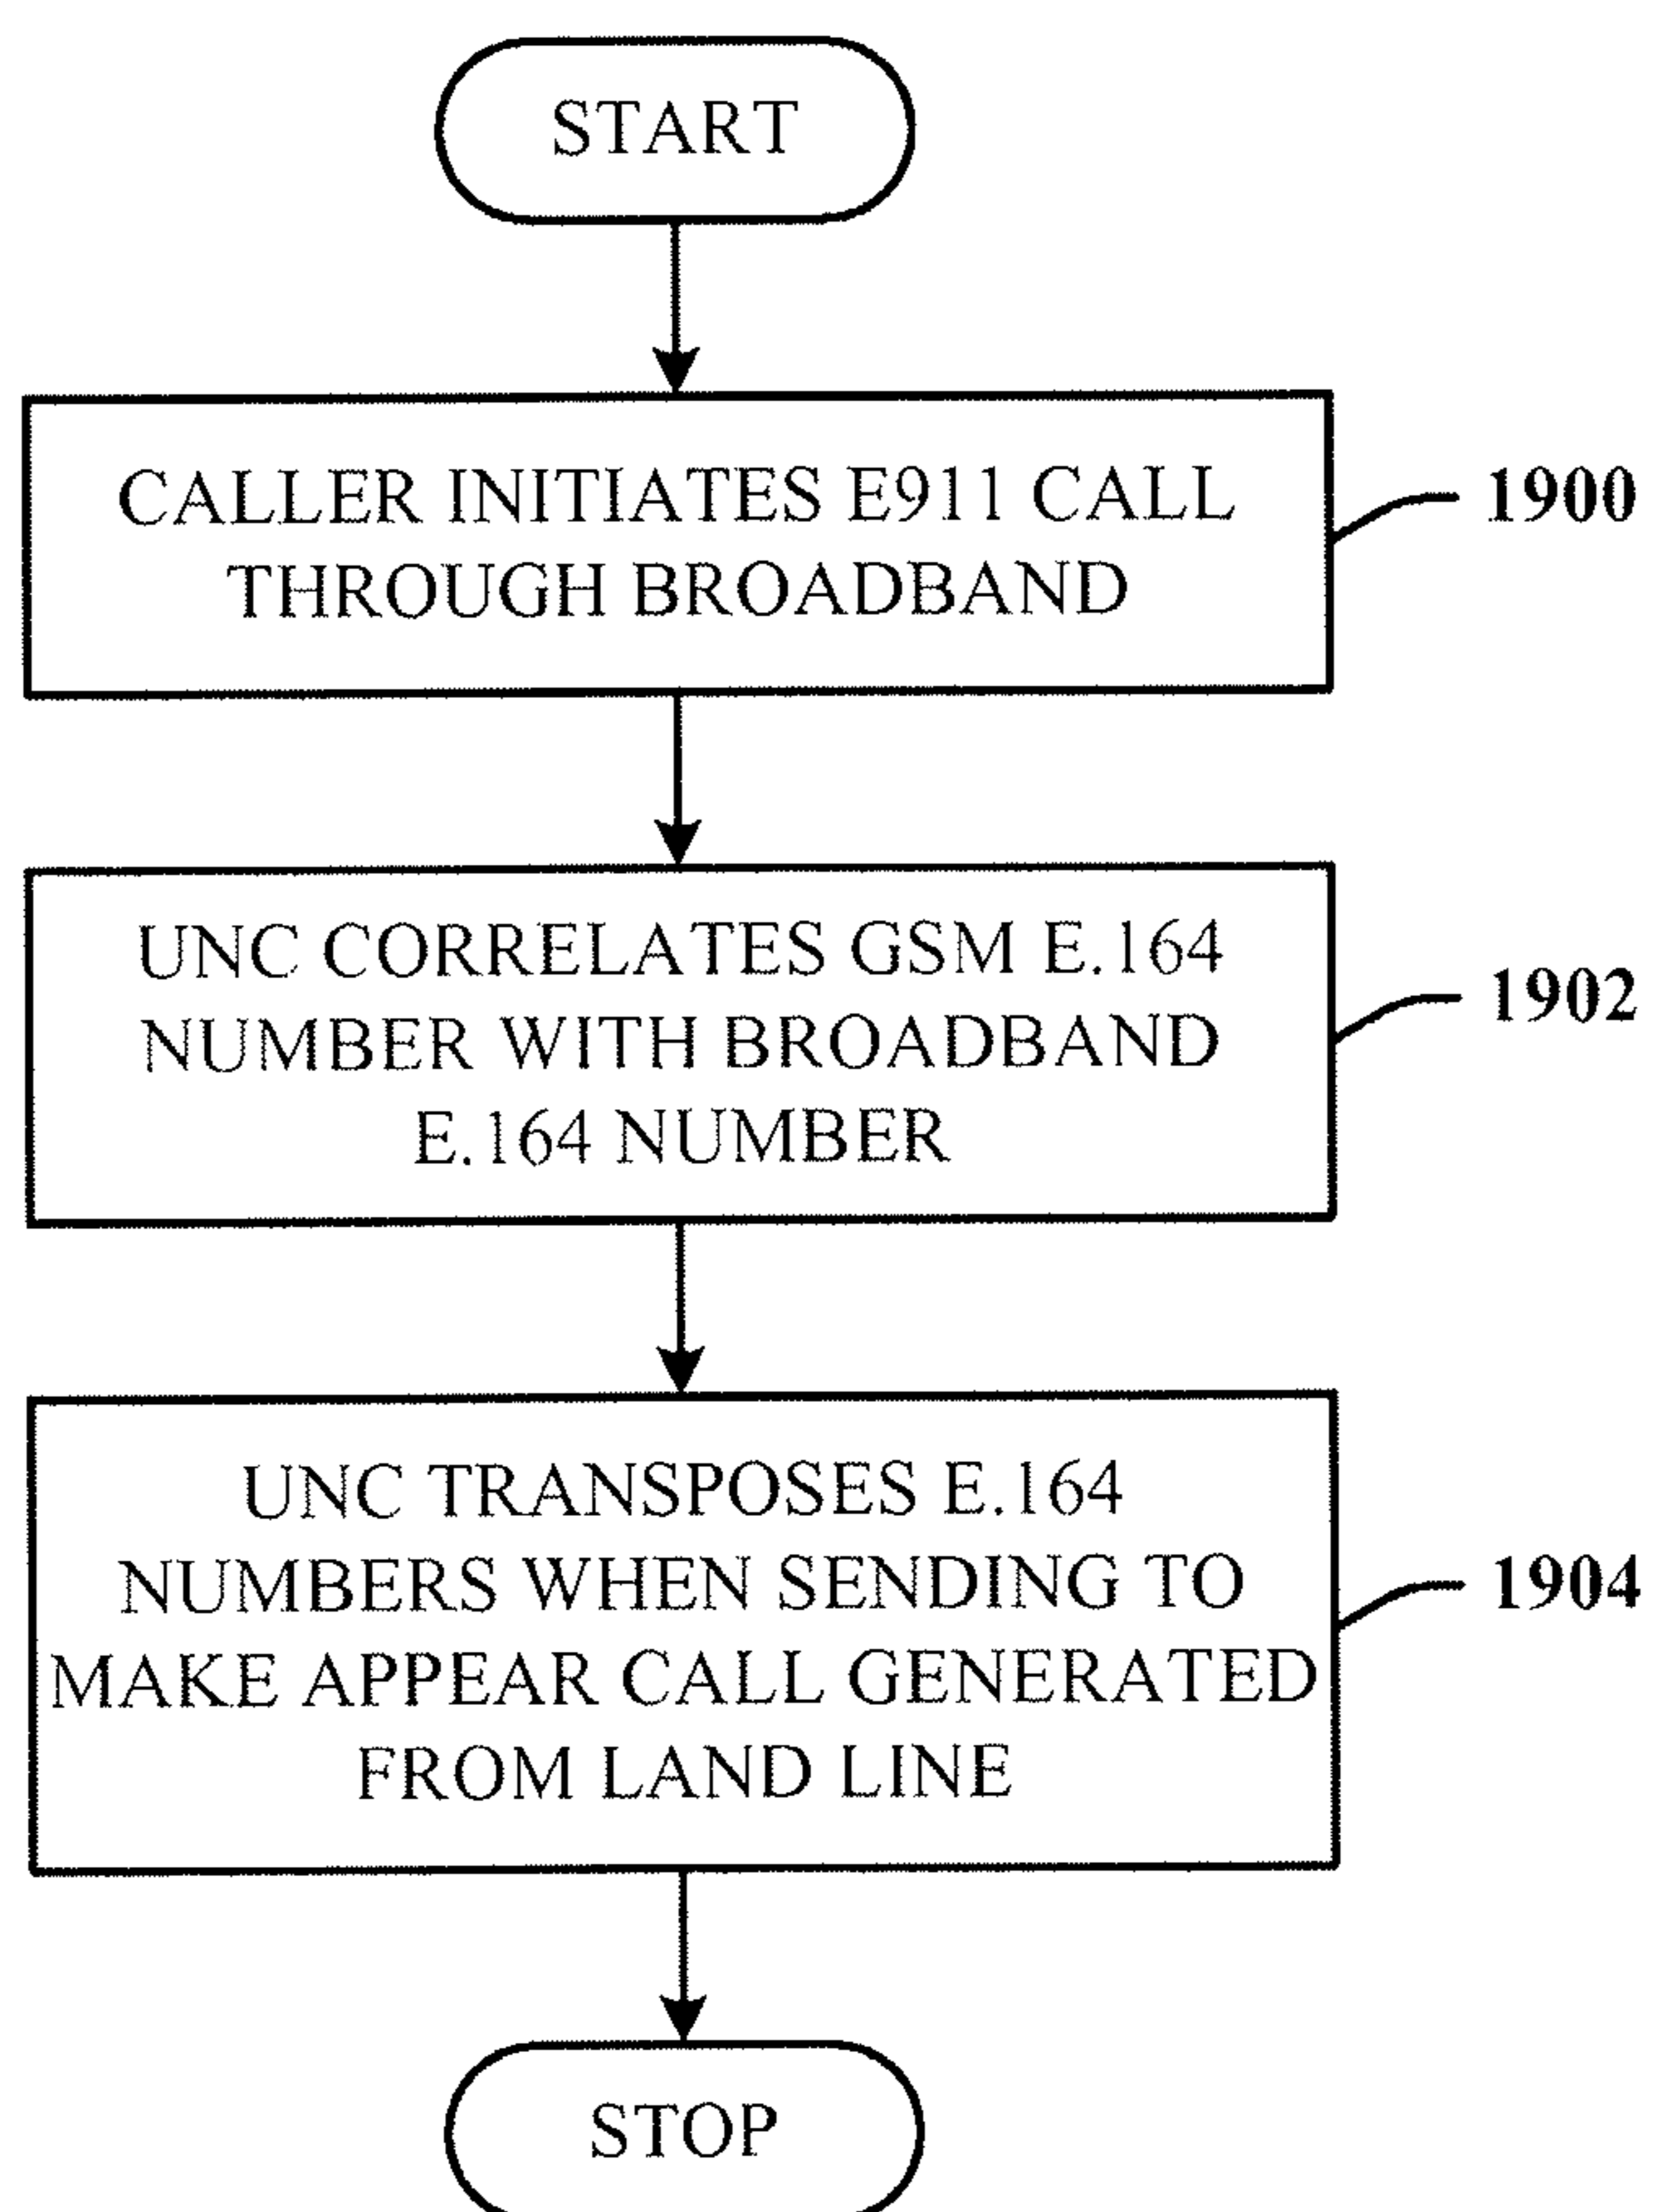 START
CALLER INITIATES E911 CALL
THROUGH BROADBAND
1900
UNC CORRELATES GSM E.164
NUMBER WITH BROADBAND
E.164 NUMBER
1902
UNC TRANSPOSES E.164
NUMBERS WHEN SENDING TO
MAKE APPEAR CALL GENERATED
FROM LAND LINE
1904
STOP